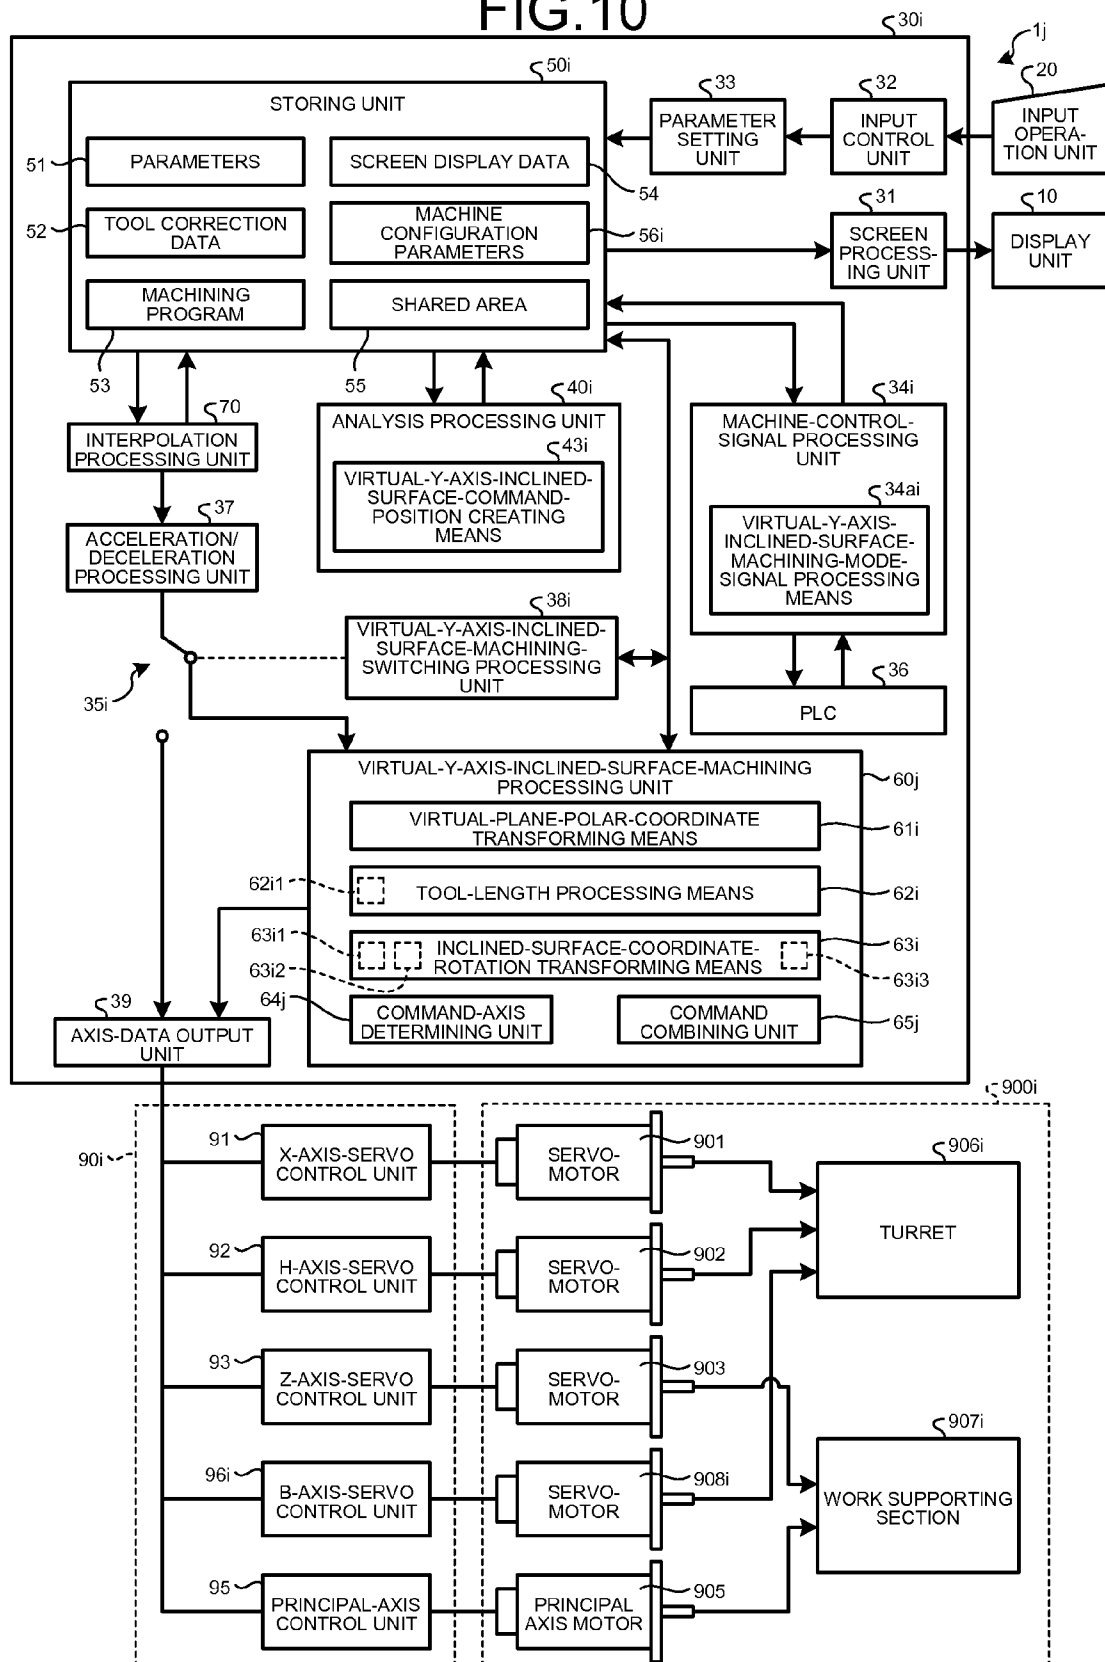 FIG.10
30i
1j
50i
STORING UNIT
51
PARAMETERS
SCREEN DISPLAY DATA
54
52
TOOL CORRECTION
DATA
MACHINE
CONFIGURATION
PARAMETERS
56i
MACHINING
PROGRAM
53
SHARED AREA
55
33
PARAMETER
SETTING
UNIT
32
INPUT
CONTROL
UNIT
20
INPUT
OPERA-
TION UNIT
31
SCREEN
PROCESS-
ING UNIT
10
DISPLAY
UNIT
70
INTERPOLATION
PROCESSING UNIT
40i
ANALYSIS PROCESSING UNIT
43i
VIRTUAL-Y-AXIS-INCLINED-
SURFACE-COMMAND-
POSITION CREATING
MEANS
34i
MACHINE-CONTROL-
SIGNAL PROCESSING
UNIT
34ai
VIRTUAL-Y-AXIS-
INCLINED-SURFACE-
MACHINING-MODE-
SIGNAL PROCESSING
MEANS
37
ACCELERATION/
DECELERATION
PROCESSING UNIT
38i
VIRTUAL-Y-AXIS-INCLINED-
SURFACE-MACHINING-
SWITCHING PROCESSING
UNIT
35i
36
PLC
VIRTUAL-Y-AXIS-INCLINED-SURFACE-MACHINING
PROCESSING UNIT
60j
VIRTUAL-PLANE-POLAR-COORDINATE
TRANSFORMING MEANS
61i
62i1
TOOL-LENGTH PROCESSING MEANS
62i
63i1
63i2
INCLINED-SURFACE-COORDINATE-
ROTATION TRANSFORMING MEANS
63i
63i3
64j
COMMAND-AXIS
DETERMINING UNIT
COMMAND
COMBINING UNIT
65j
39
AXIS-DATA OUTPUT
UNIT
90i
900i
91
X-AXIS-SERVO
CONTROL UNIT
SERVO-
MOTOR
901
906i
TURRET
92
H-AXIS-SERVO
CONTROL UNIT
SERVO-
MOTOR
902
93
Z-AXIS-SERVO
CONTROL UNIT
SERVO-
MOTOR
903
907i
WORK SUPPORTING
SECTION
96i
B-AXIS-SERVO
CONTROL UNIT
SERVO-
MOTOR
908i
95
PRINCIPAL-AXIS
CONTROL UNIT
PRINCIPAL
AXIS MOTOR
905